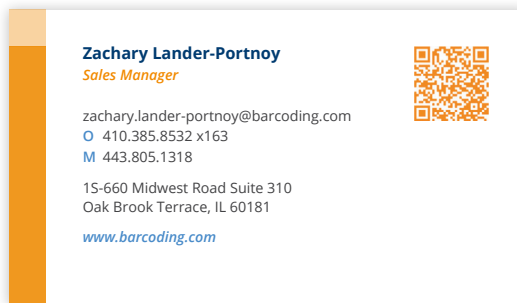 Zachary Lander-Portnoy
Sales Manager
zachary.lander-portnoy@barcoding.com
O 410.385.8532 x163
M 443.805.1318
1S-660 Midwest Road Suite 310
Oak Brook Terrace, IL 60181
www.barcoding.com